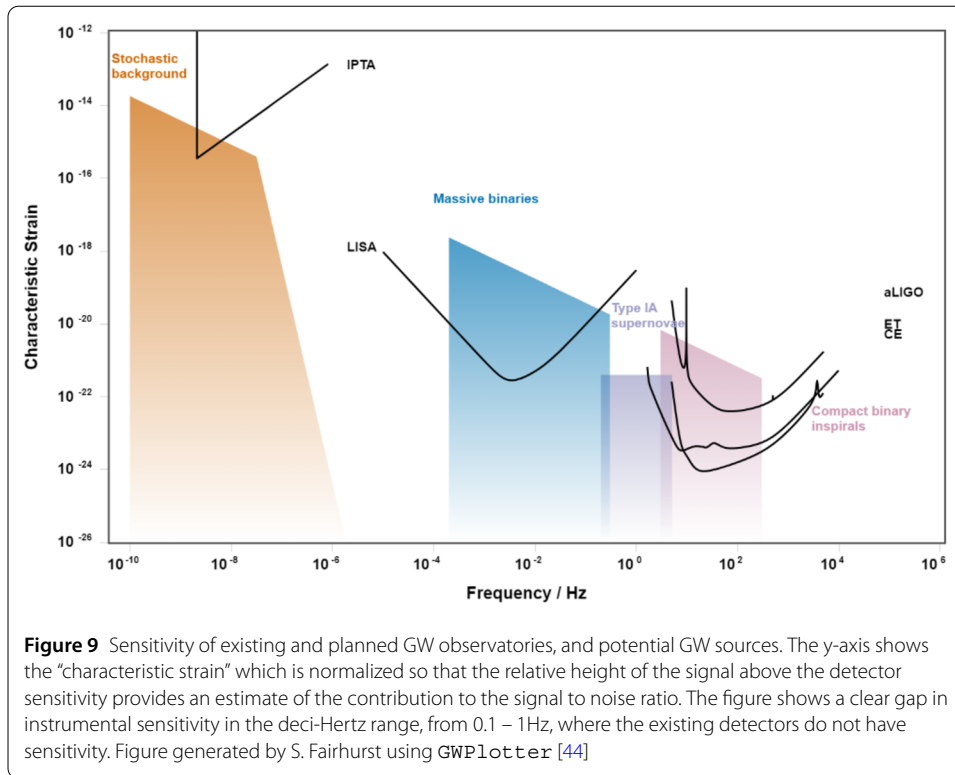 10 -12
10 -14
10 -16
10 -18
10 -20
10 -22
10 -24
10 -26
Characteristic Strain
Stochastic
background
IPTA
Massive binaries
LISA
Type IA
supernovae
aLIGO
ET
CE
Compact binary
inspirals
10 -10
10 -8
10 -6
10 -4
10 -2
10 0
10 2
10 4
10 6
Frequency / Hz
Figure 9 Sensitivity of existing and planned GW observatories, and potential GW sources. The y-axis shows
the “characteristic strain” which is normalized so that the relative height of the signal above the detector
sensitivity provides an estimate of the contribution to the signal to noise ratio. The figure shows a clear gap in
instrumental sensitivity in the deci-Hertz range, from 0.1 – 1Hz, where the existing detectors do not have
sensitivity. Figure generated by S. Fairhurst using GWPlotter [44]